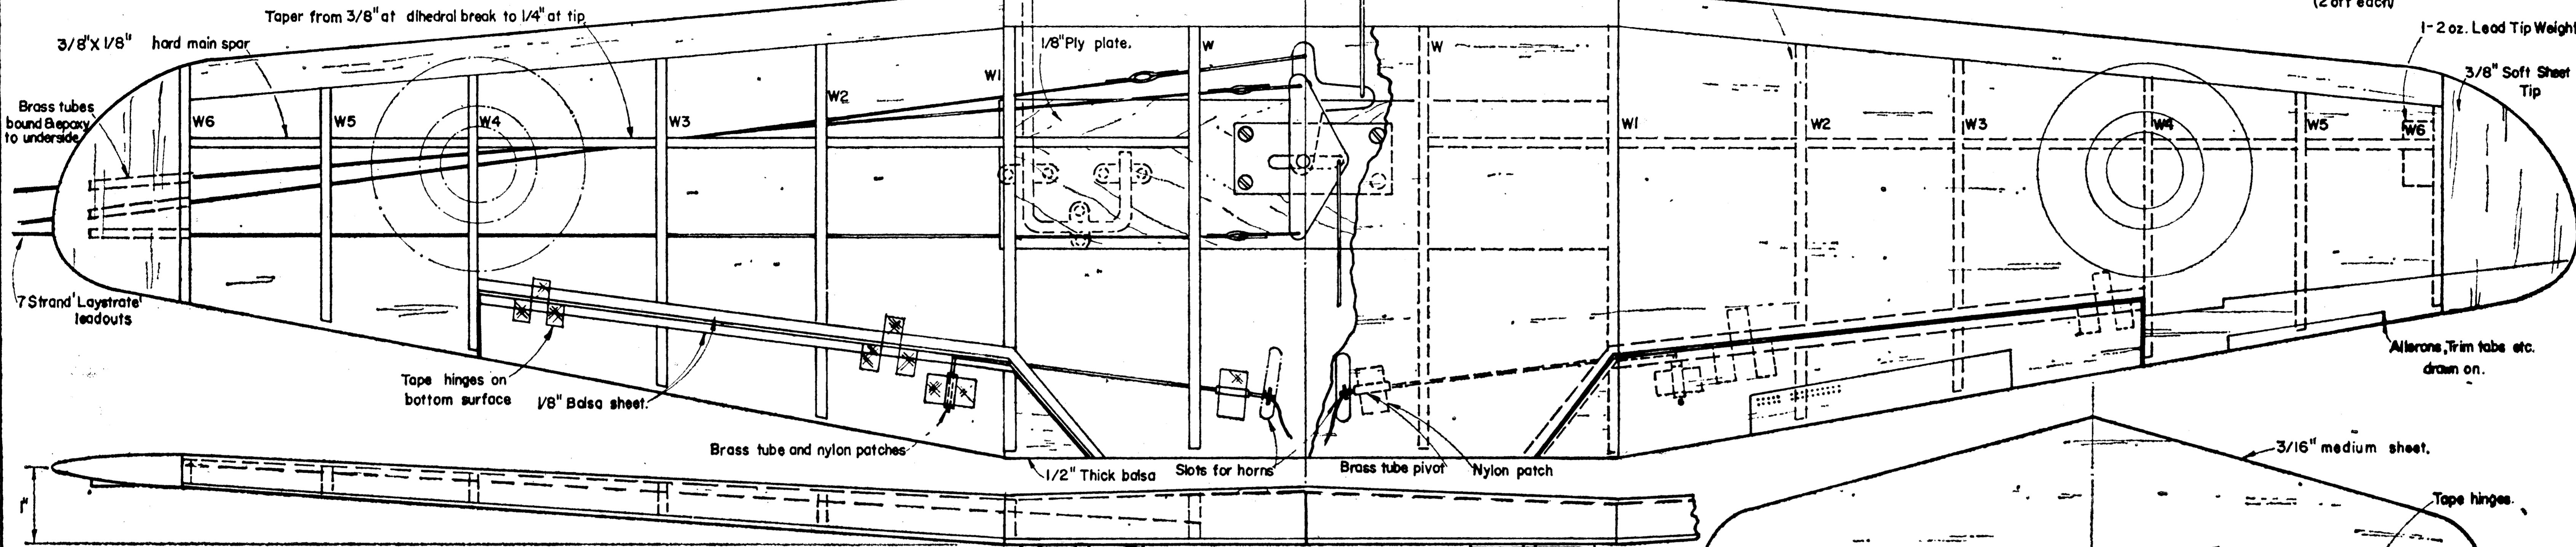 (2 off each)
Taper from 3/8" at dihedral break to 1/4" at tip
3/8"X1/8" hard main spar
1/8" Ply plate.
W
W
1-2 oz. Lead Tip Weight
3/8" Soft Sheet
Tip
Brass tubes
bound & epoxy
to underside
W6
W5
W4
W3
W2
W1
W1
W2
W3
W4
W5
W6
7 Strand 'Laystrate'
leadouts
Tape hinges on
bottom surface
1/8" Balsa sheet.
Brass tube and nylon patches
1/2" Thick balsa
Slots for horns
Brass tube pivot
Nylon patch
Ailerons, Trim tabs etc.
drawn on.
3/16" medium sheet.
Tape hinges.
1"